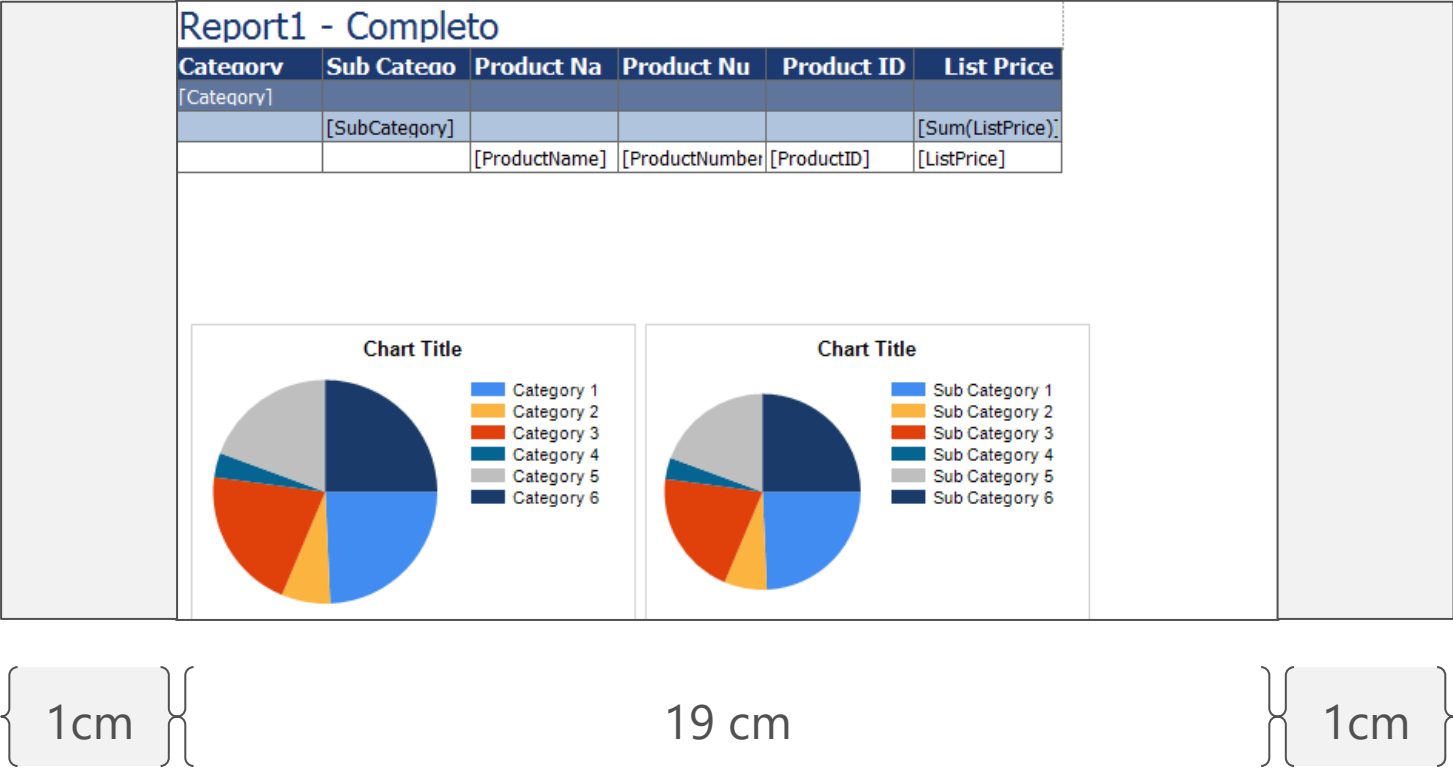 Report1 - Completo
Category Sub Catego Product Na Product Nu Product ID List Price
[Category]
[SubCategory] [Sum(ListPrice)]
[ProductName] [ProductNumber [ProductID] [ListPrice]
Chart Title
Category 1
Category 2
Category 3
Category 4
Category 5
Category 6
Chart Title
Sub Category 1
Sub Category 2
Sub Category 3
Sub Category 4
Sub Category 5
Sub Category 6
1cm 19 cm 1cm